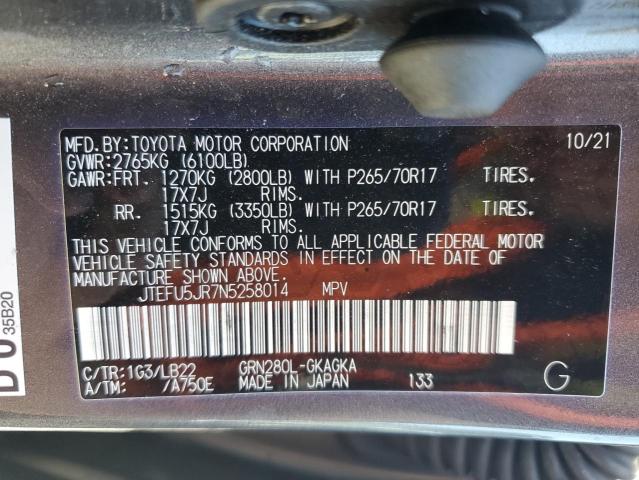 MFD.BY:TOYOTA MOTOR CORPORATION 10/21
GVWR:2765KG (6100LB)
GAWR:FRT. 1270KG (2800LB) WITH P265/70R17 TIRES.
17X7J RIMS.
RR. 1515KG (3350LB) WITH P265/70R17 TIRES.
17X7J RIMS.
THIS VEHICLE CONFORMS TO ALL APPLICABLE FEDERAL MOTOR
VEHICLE SAFETY STANDARDS IN EFFECT ON THE DATE OF
MANUFACTURE SHOWN ABOVE.
JTEFU5JR7N5258014 MPV
C/TR:1G3/LB22 GRN280L-GKAGKA
A/TM: /A750E MADE IN JAPAN 133 G
35B20